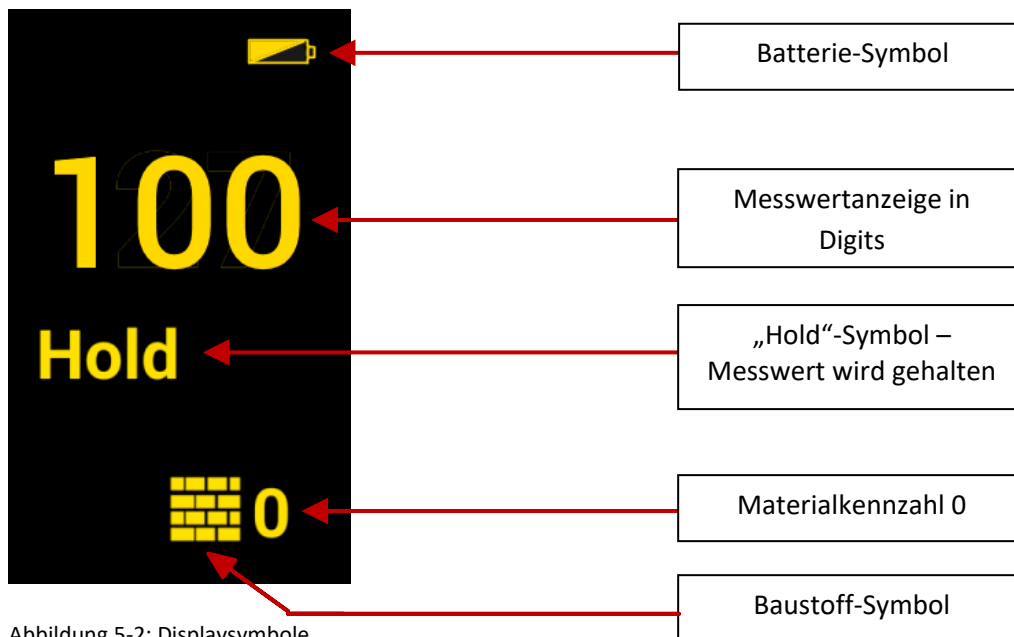 Batterie-Symbol
100
27
Messwertanzeige in
Digits
Hold
„Hold“-Symbol –
Messwert wird gehalten
0
Materialkennzahl 0
Baustoff-Symbol
Abbildung 5-2: Displaysymbole